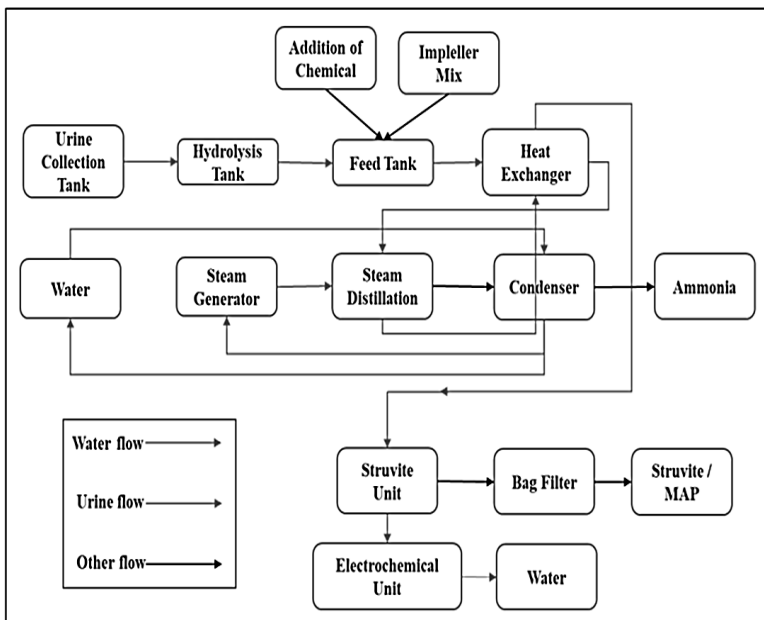 Addition of
Chemical
Impleller
Mix
Urine
Collection
Tank
Hydrolysis
Tank
Feed Tank
Heat
Exchanger
Water
Steam
Generator
Steam
Distillation
Condenser
Ammonia
Water flow
Urine flow
Other flow
Struvite
Unit
Bag Filter
Struvite /
MAP
Electrochemical
Unit
Water